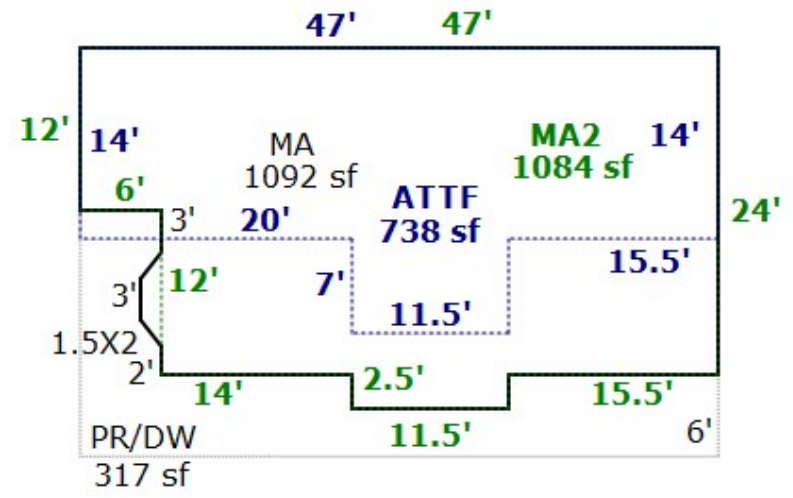 47' 47'
12' 14' MA MA2 14'
1092 sf 1084 sf
6' ATTF
3' 20' 738 sf 24'
12' 7' 15.5'
3' 11.5'
1.5X2
2' 14' 2.5' 15.5'
PR/DW 11.5' 6'
317 sf